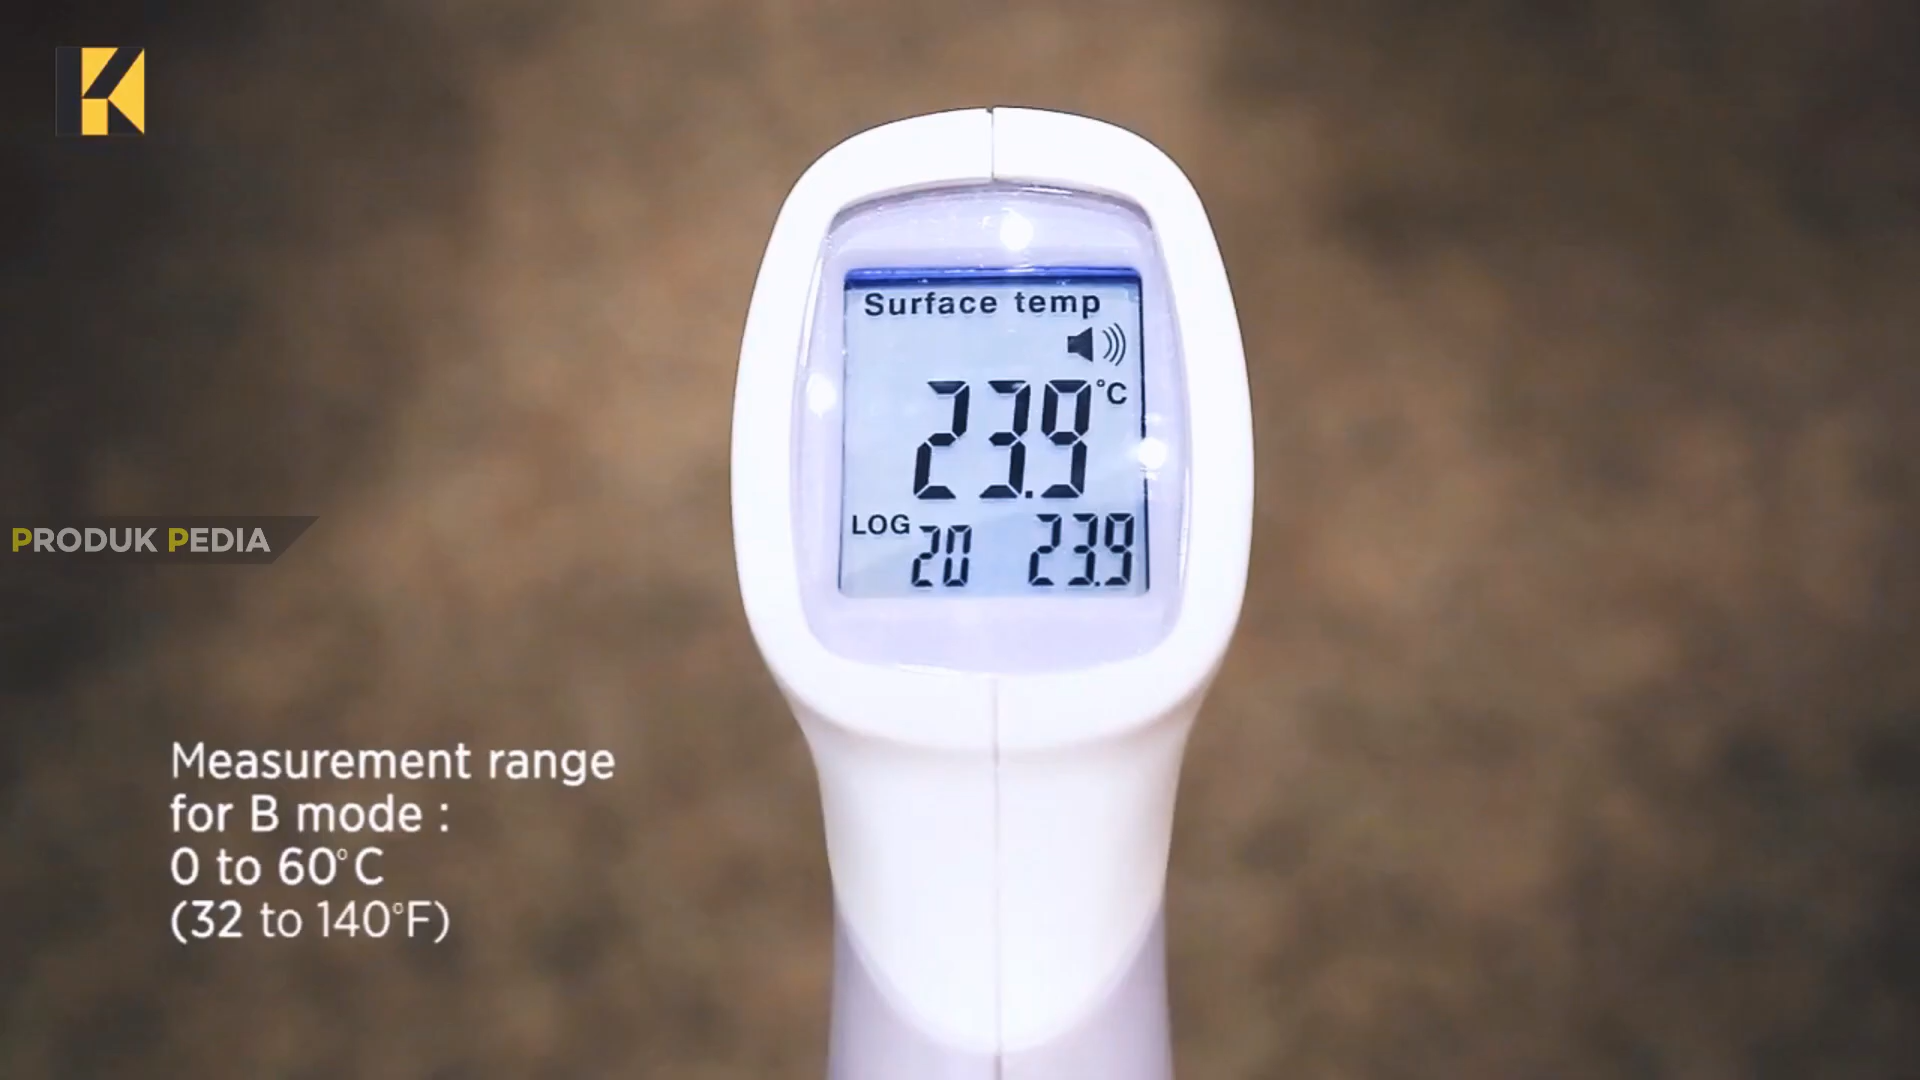 Surface temp
23.9 °C
LOG 20 23.9
PRODUK PEDIA
Measurement range
for B mode :
0 to 60°C
(32 to 140°F)